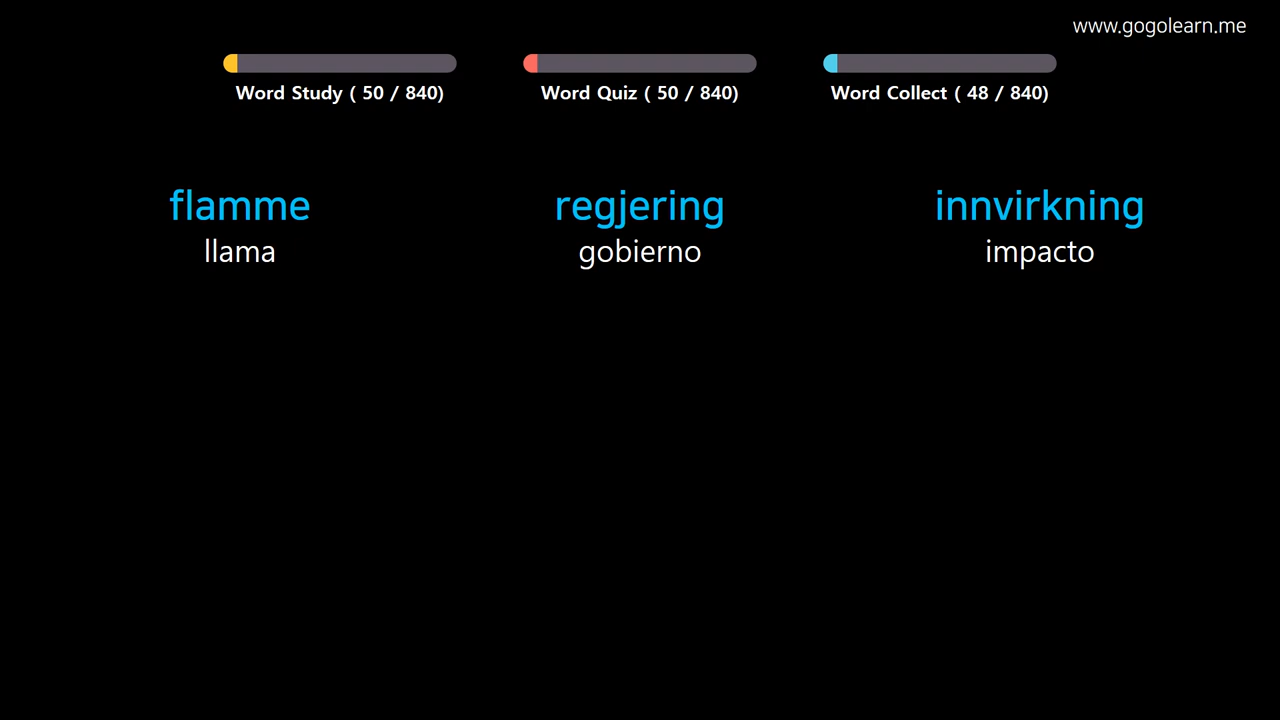 www.gogolearn.me
Word Study ( 50 / 840)
Word Quiz ( 50 / 840)
Word Collect ( 48 / 840)
flamme
llama
regjering
gobierno
innvirkning
impacto